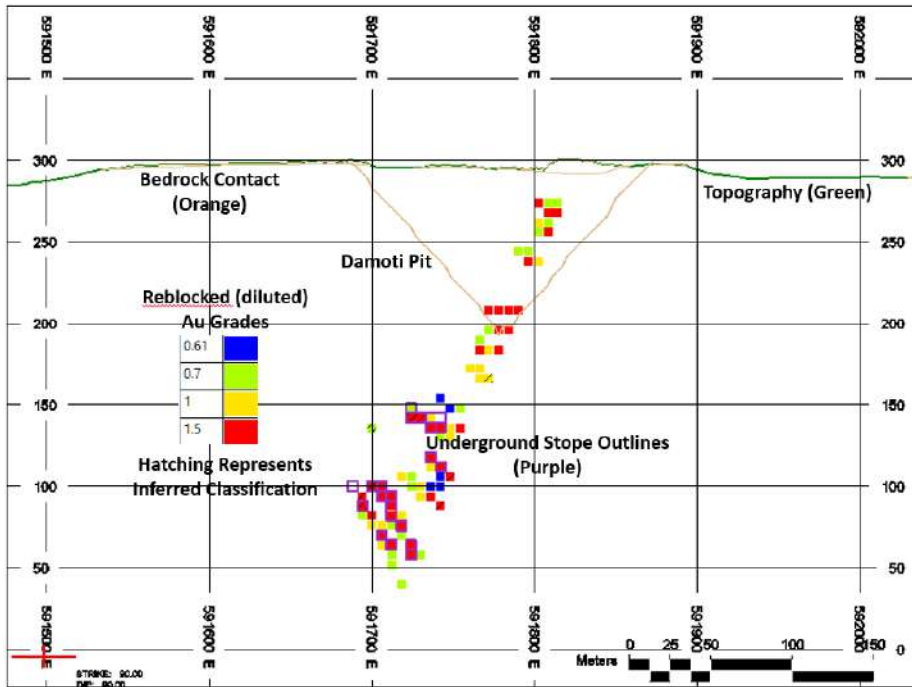 591500 E 591600 E 591700 E 591800 E 591900 E 592000 E
300 300
Bedrock Contact
(Orange)
Topography (Green)
250 250
Damoti Pit
Reblocked (diluted)
Au Grades
200 200
0.61
0.7
1
1.5
150 150
Underground Stope Outlines
(Purple)
Hatching Represents
Inferred Classification
100 100
50 50
591500 E 591600 E 591700 E 591800 E 591900 E 592000 E
0
Meters 0 25 50 100 150
STRIKE: 90.00
DIP: 90.00